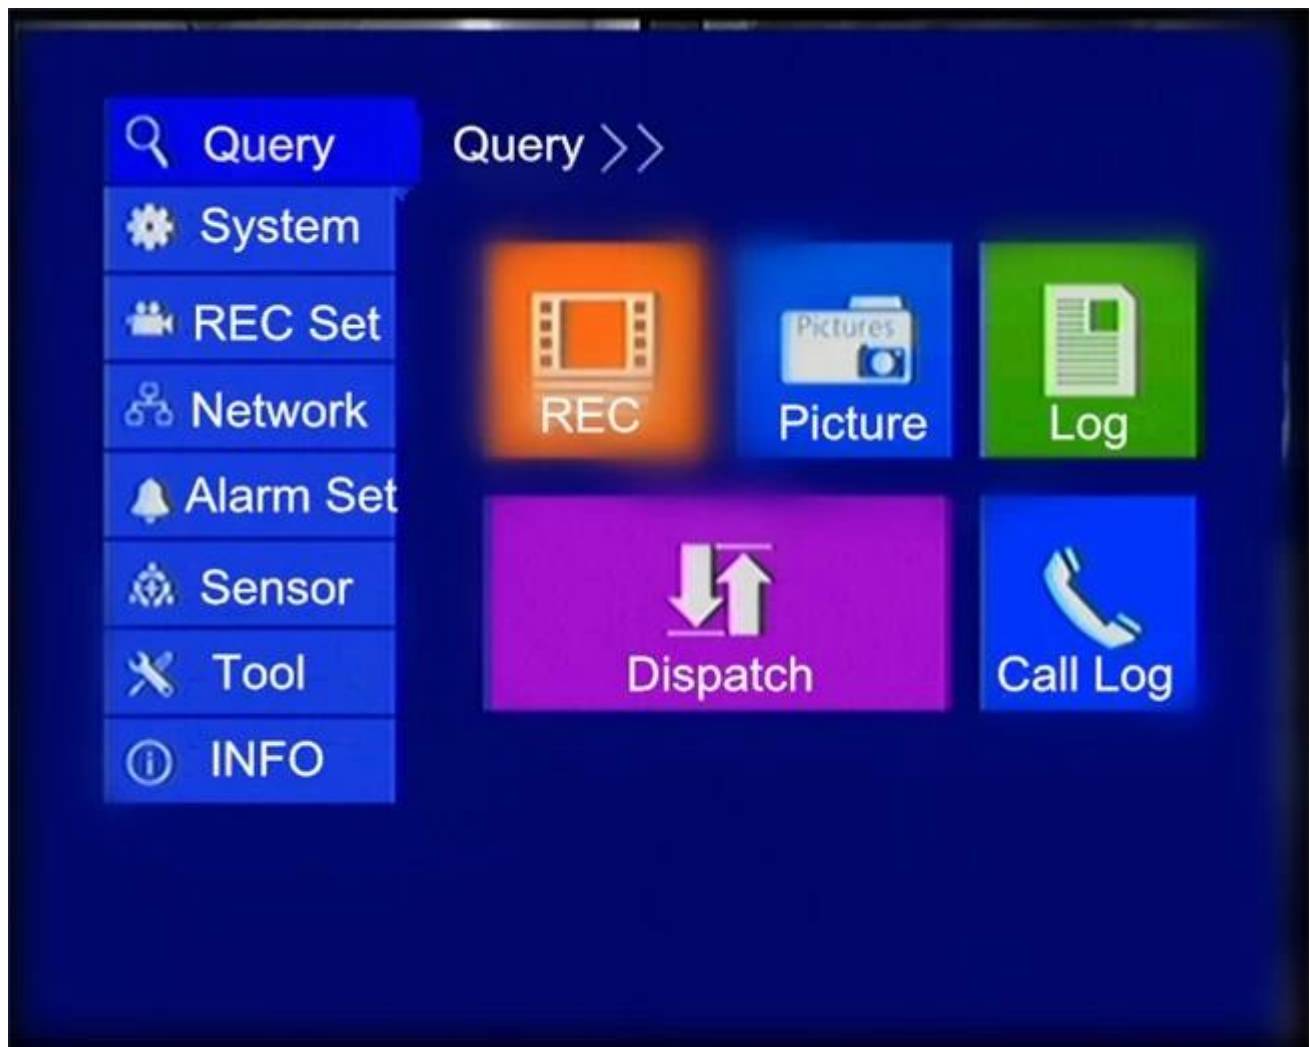 Query
System
REC Set
Network
Alarm Set
Sensor
Tool
INFO
Query >>
REC
Pictures
Picture
Log
Dispatch
Call Log